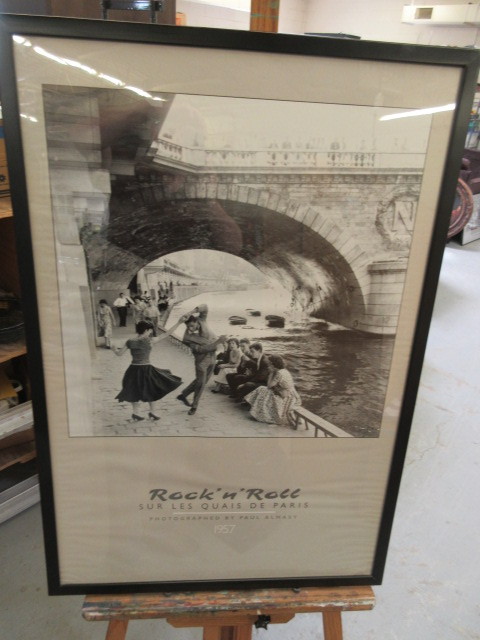 N
Rock'n'Roll
SUR LES QUAIS DE PARIS
PHOTOGRAPHED BY PAUL ALMASY
1957